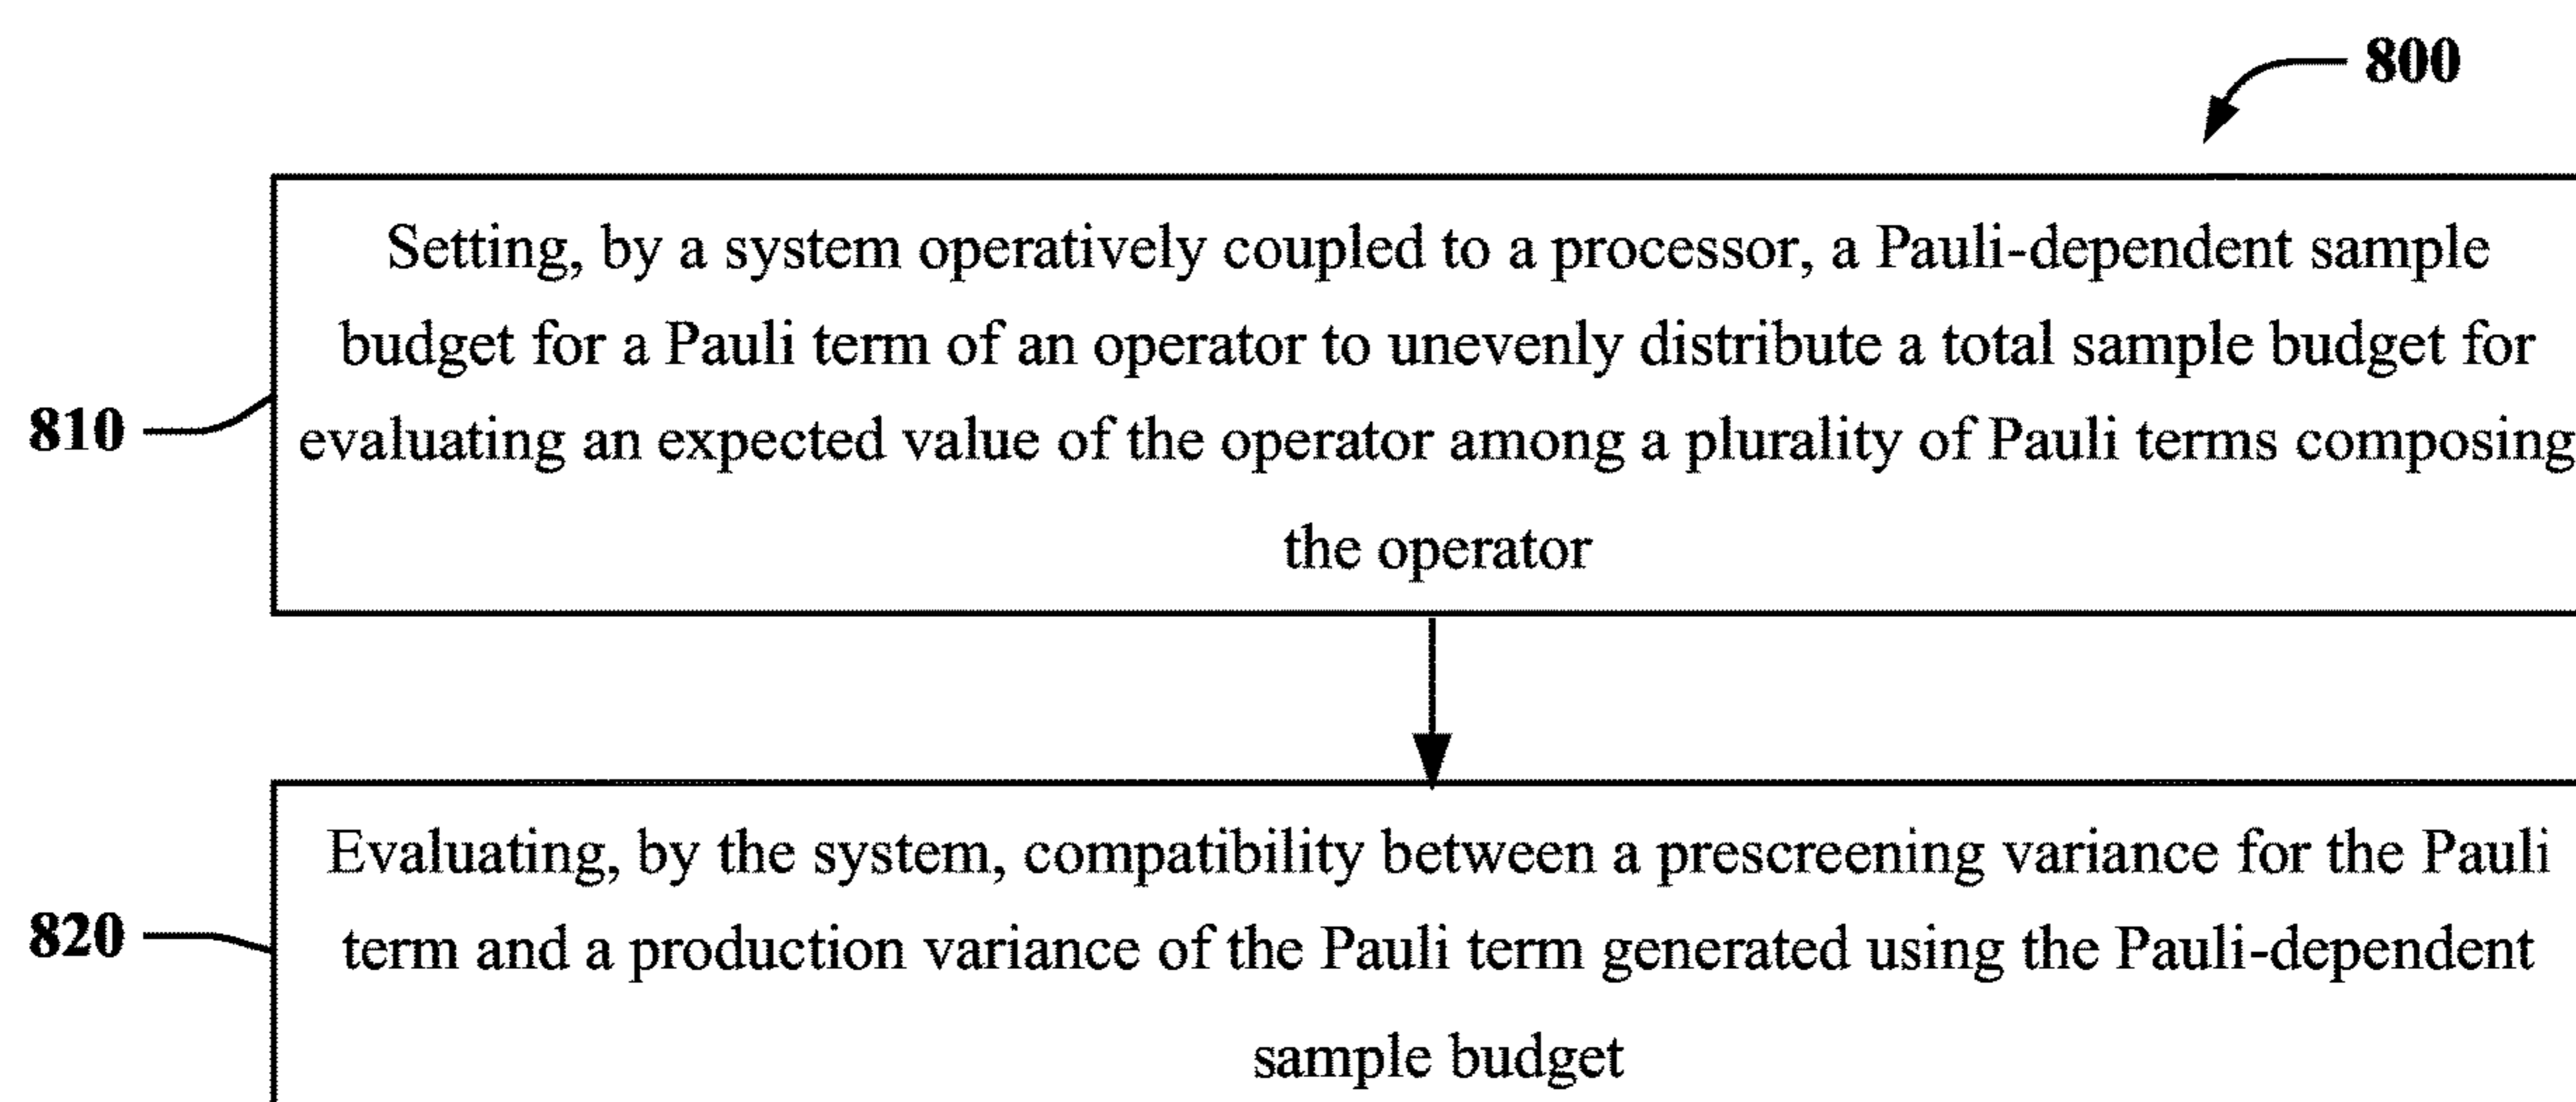 800
Setting, by a system operatively coupled to a processor, a Pauli-dependent sample
budget for a Pauli term of an operator to unevenly distribute a total sample budget for
810
evaluating an expected value of the operator among a plurality of Pauli terms composing
the operator
Evaluating, by the system, compatibility between a prescreening variance for the Pauli
820
term and a production variance of the Pauli term generated using the Pauli-dependent
sample budget